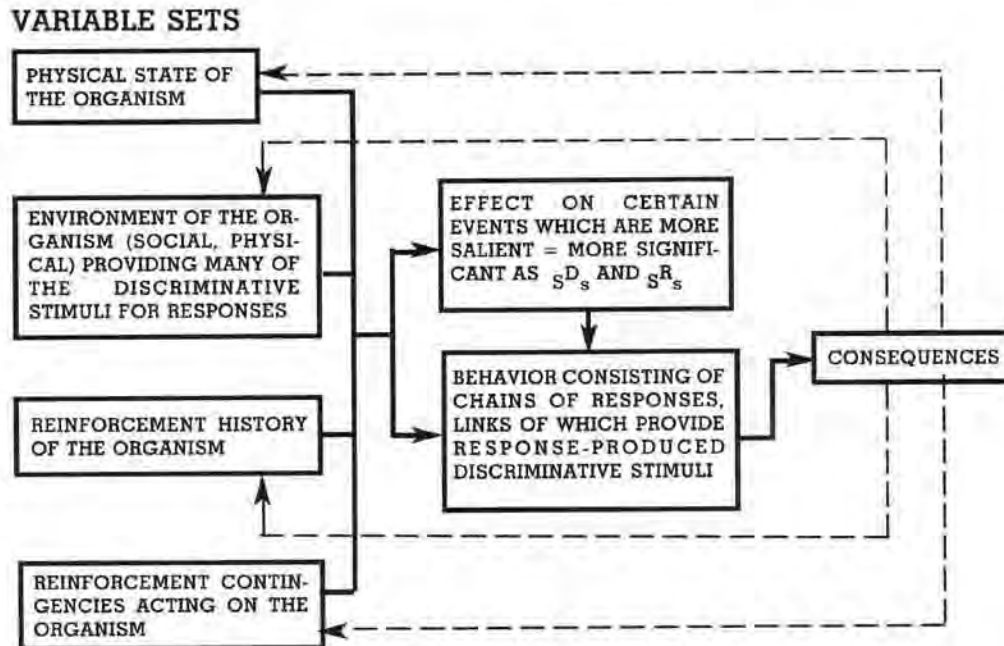 VARIABLE SETS
PHYSICAL STATE OF
THE ORGANISM
ENVIRONMENT OF THE OR-
GANISM (SOCIAL, PHYSI-
CAL) PROVIDING MANY OF
THE DISCRIMINATIVE
STIMULI FOR RESPONSES
REINFORCEMENT HISTORY
OF THE ORGANISM
REINFORCEMENT CONTIN-
GENCIES ACTING ON THE
ORGANISM
EFFECT ON CERTAIN
EVENTS WHICH ARE MORE
SALIENT = MORE SIGNIFI-
CANT AS SDs AND SRs
BEHAVIOR CONSISTING OF
CHAINS OF RESPONSES,
LINKS OF WHICH PROVIDE
RESPONSE-PRODUCED
DISCRIMINATIVE STIMULI
CONSEQUENCES